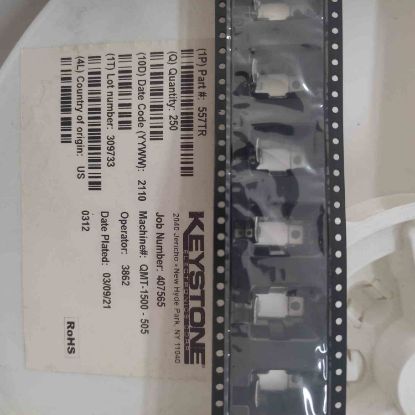 (1P) Part #: 557TR
(Q) Quantity: 250
(10D) Date Code (YYWW): 2110
(1T) Lot number: 309733
(4L) Country of origin: US
KEYSTONE
2040 Jericho • New Hyde Park, NY 11040
Job Number: 407565
Machine#: QMT-1500 - 505
Operator: 3862
Date Plated: 03/09/21
0312
RoHS